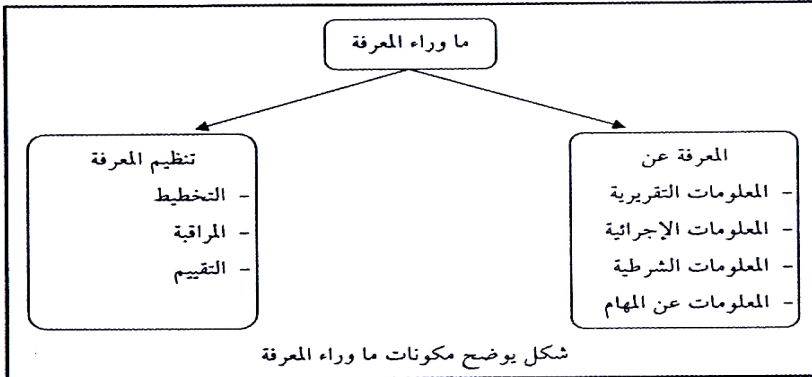 ما وراء المعرفة
المعرفة عن
- المعلومات التقريرية
- المعلومات الإجرائية
- المعلومات الشرطية
- المعلومات عن المهام
تنظيم المعرفة
- التخطيط
- المراقبة
- التقييم
شكل يوضح مكونات ما وراء المعرفة